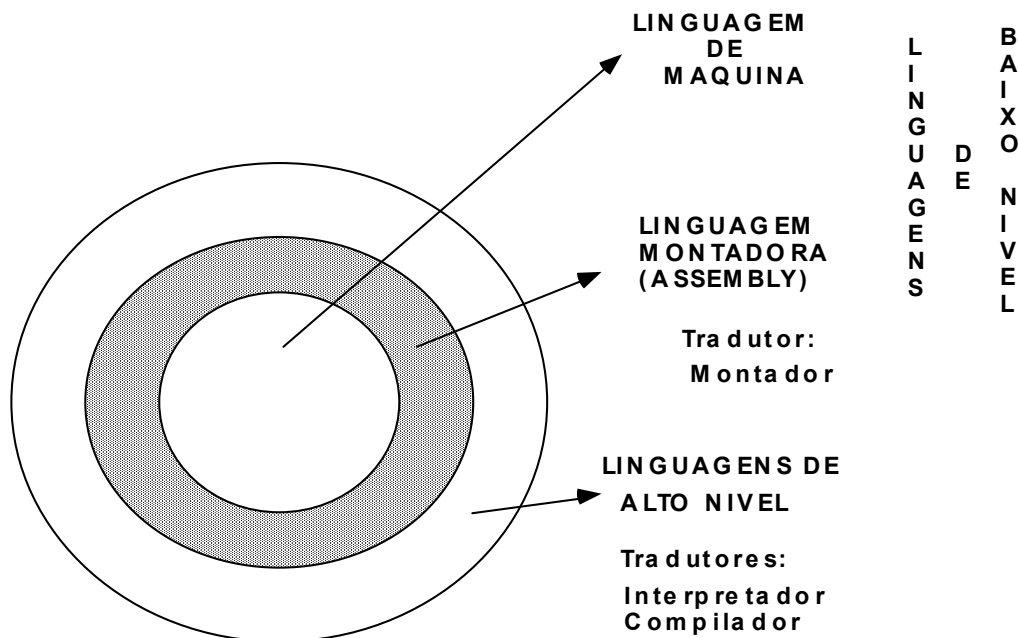 LINGUAGEM
DE
MAQUINA
LINGUAGEM
MONTADORA
(ASSEMBLY)
Tradutor:
Montador
LINGUAGENS DE
ALTO NIVEL
Tradutores:
Interpretador
Compilador
LINGUAGENS
DE
BAIXO NIVEL